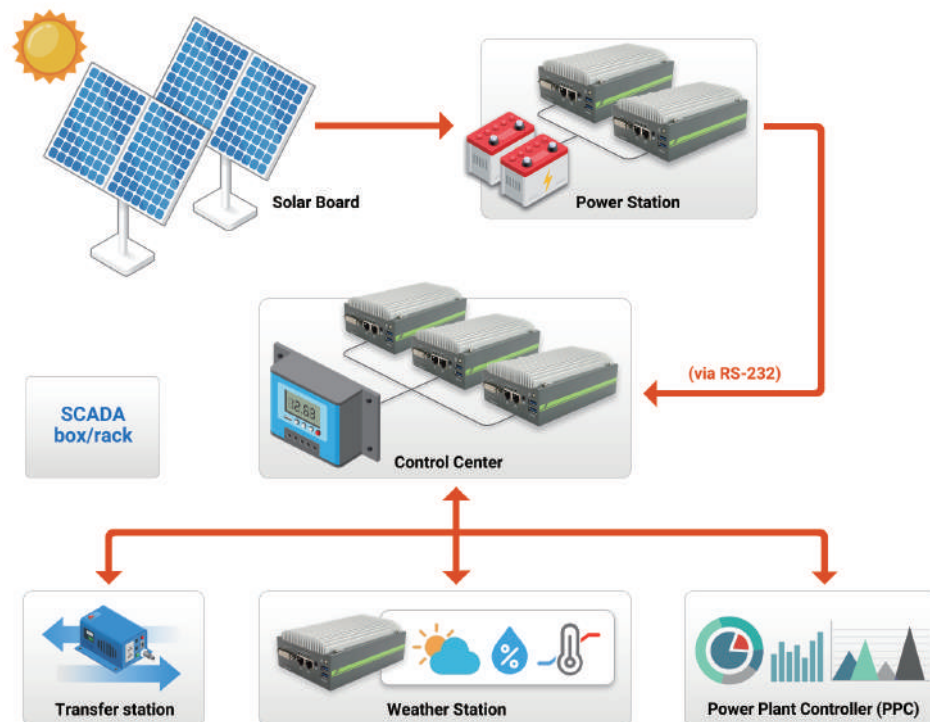 Solar Board
Power Station
(via RS-232)
12.63
SCADA
box/rack
Control Center
%
Transfer station
Weather Station
Power Plant Controller (PPC)